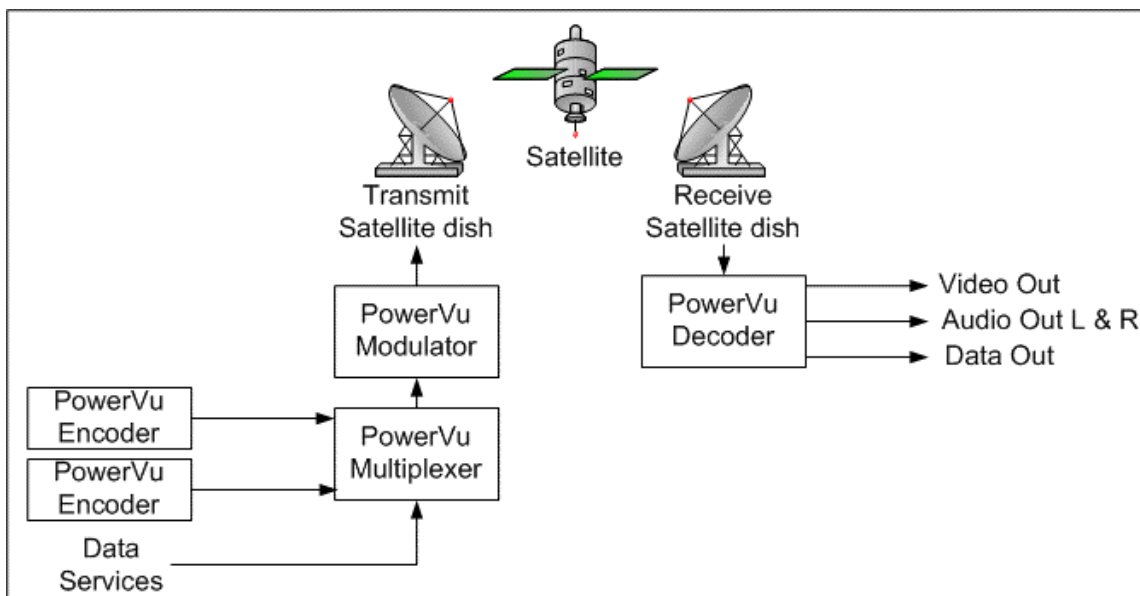 Satellite
Transmit
Satellite dish
Receive
Satellite dish
PowerVu
Modulator
PowerVu
Decoder
Video Out
Audio Out L & R
Data Out
PowerVu
Encoder
PowerVu
Multiplexer
PowerVu
Encoder
Data
Services